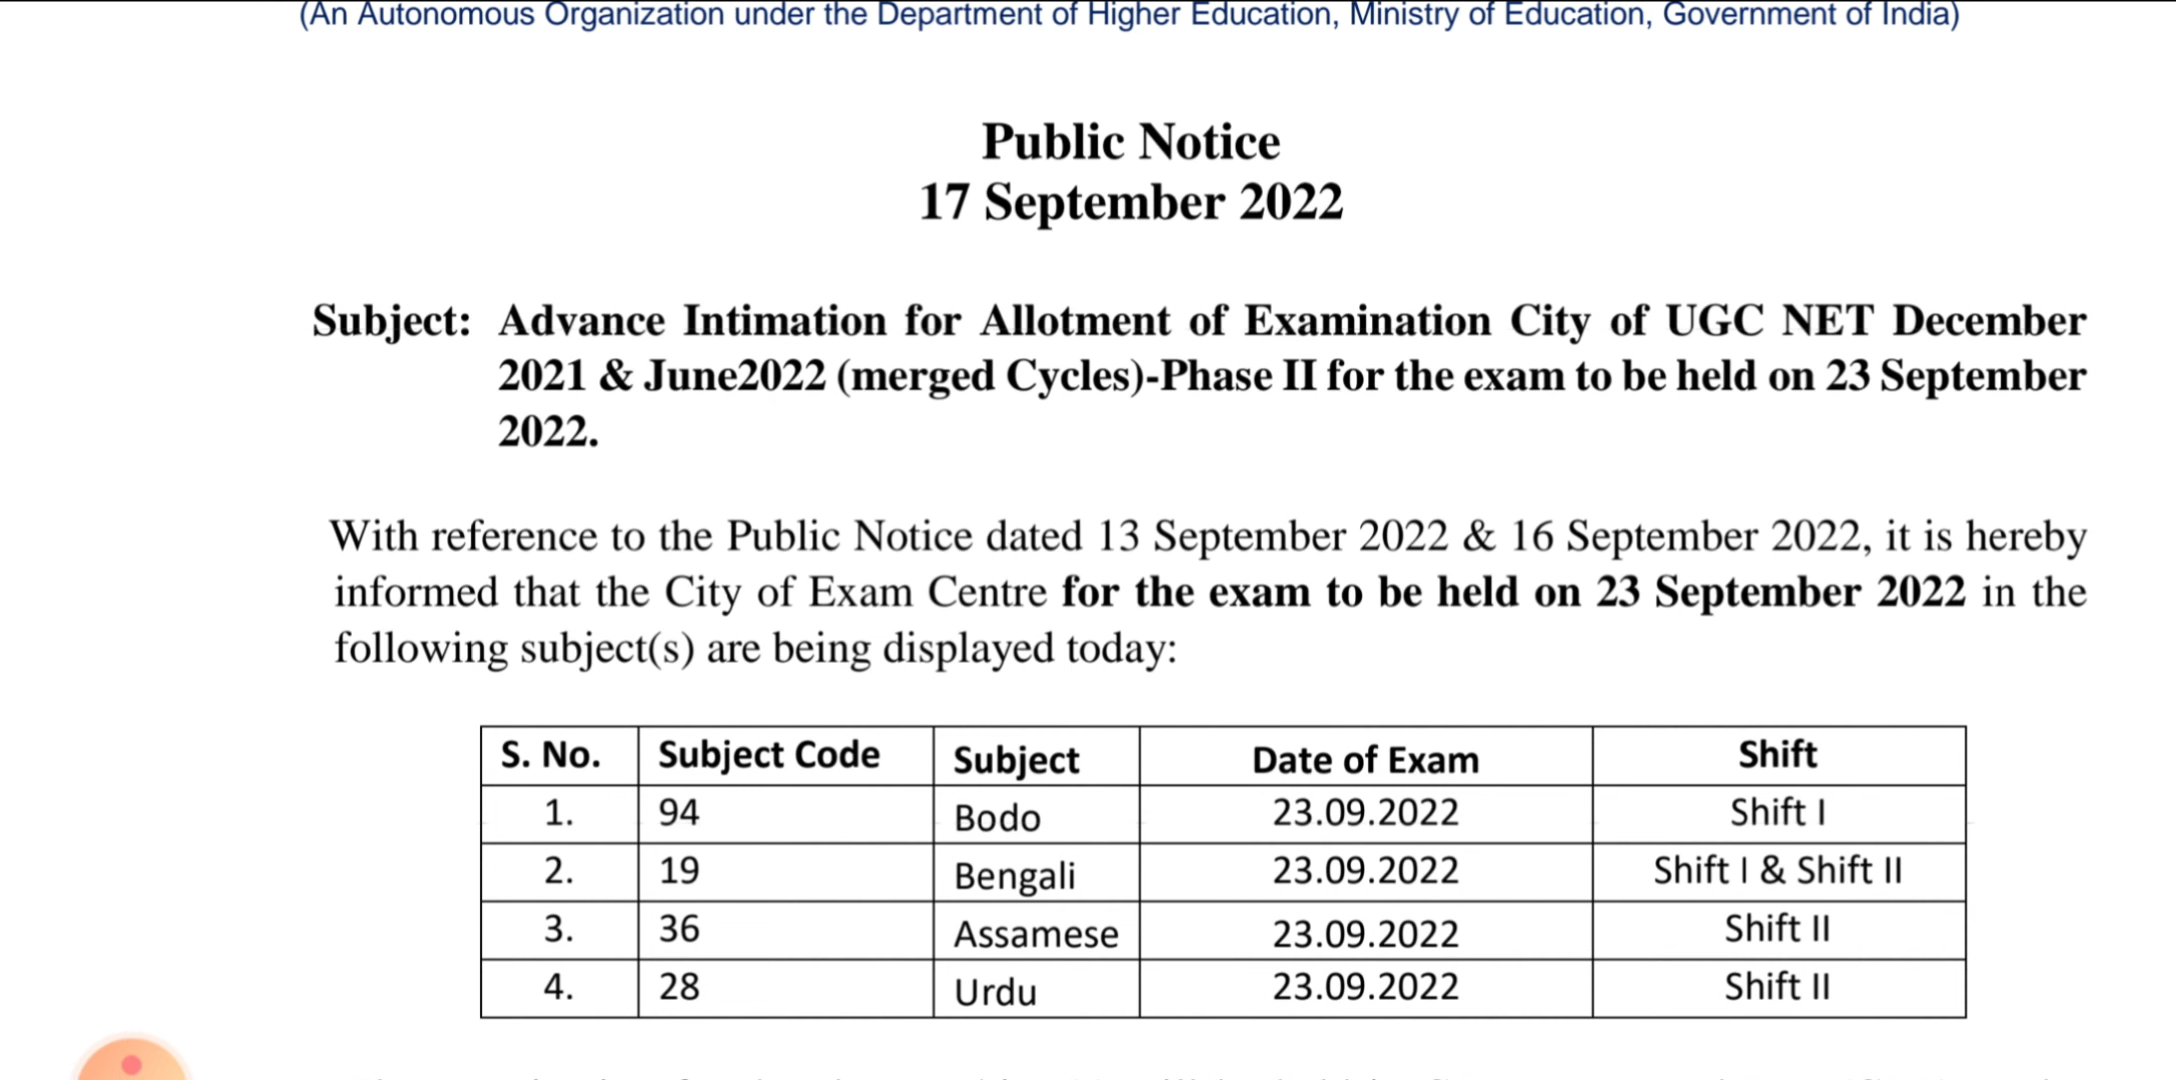 (An Autonomous Organization under the Department of Higher Education, Ministry of Education, Government of India)
Public Notice
17 September 2022
Subject: Advance Intimation for Allotment of Examination City of UGC NET December
2021 & June2022 (merged Cycles)-Phase II for the exam to be held on 23 September
2022.
With reference to the Public Notice dated 13 September 2022 & 16 September 2022, it is hereby
informed that the City of Exam Centre for the exam to be held on 23 September 2022 in the
following subject(s) are being displayed today:
S. No. Subject Code Subject Date of Exam Shift
1. 94 Bodo 23.09.2022 Shift I
2. 19 Bengali 23.09.2022 Shift I & Shift II
3. 36 Assamese 23.09.2022 Shift II
4. 28 Urdu 23.09.2022 Shift II